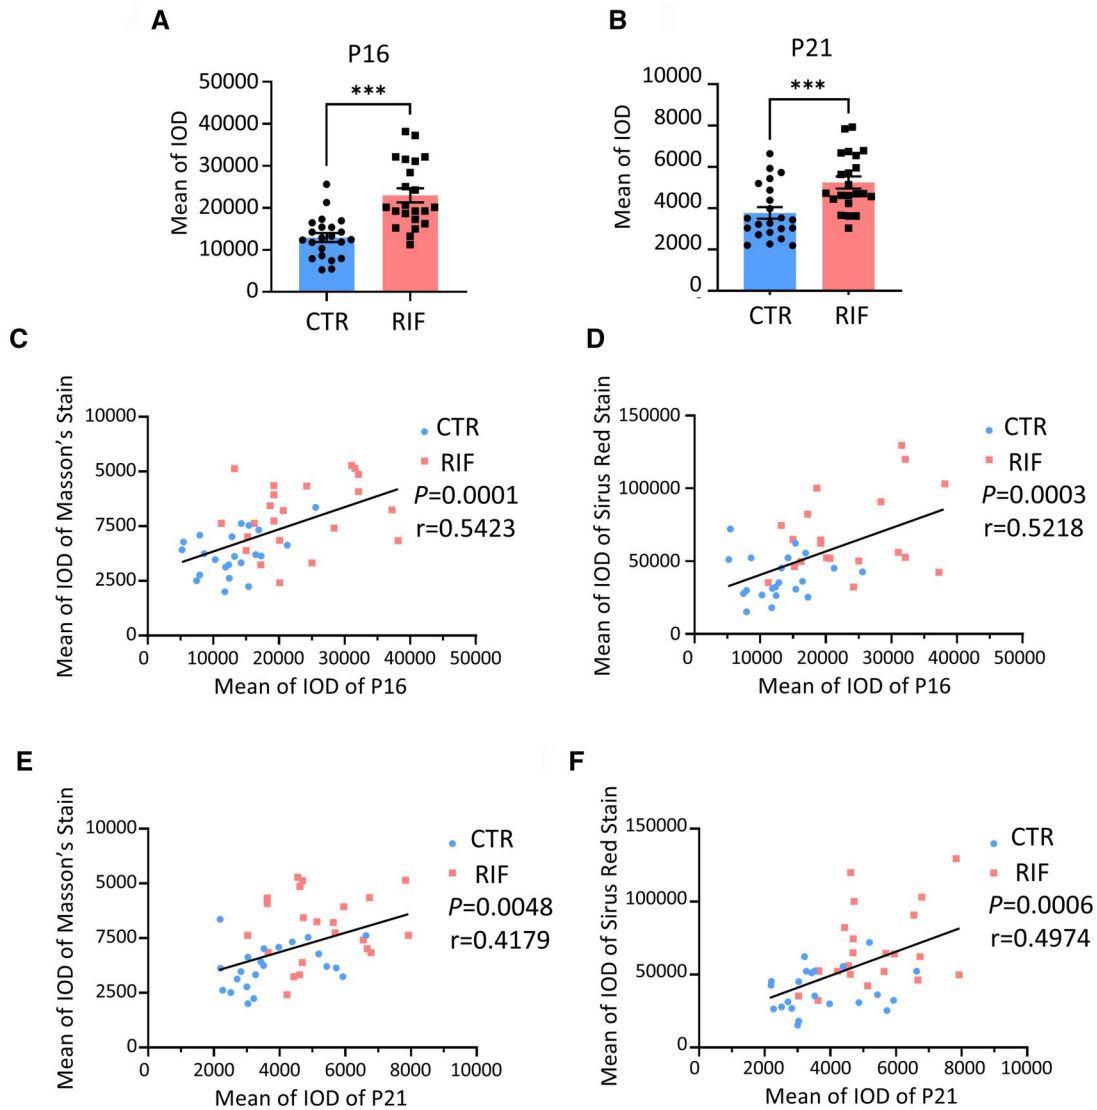 A
P16
Mean of IOD
50000
40000
30000
20000
10000
0
***
CTR
RIF
B
P21
Mean of IOD
10000
8000
6000
4000
2000
0
***
CTR
RIF
C
Mean of IOD of Masson's Stain
10000
5000
7500
2500
0
CTR
RIF
P=0.0001
r=0.5423
0 10000 20000 30000 40000 50000
Mean of IOD of P16
D
Mean of IOD of Sirus Red Stain
150000
100000
50000
0
CTR
RIF
P=0.0003
r=0.5218
0 10000 20000 30000 40000 50000
Mean of IOD of P16
E
Mean of IOD of Masson's Stain
10000
5000
7500
2500
0
CTR
RIF
P=0.0048
r=0.4179
0 2000 4000 6000 8000 10000
Mean of IOD of P21
F
Mean of IOD of Sirus Red Stain
150000
100000
50000
0
CTR
RIF
P=0.0006
r=0.4974
0 2000 4000 6000 8000 10000
Mean of IOD of P21